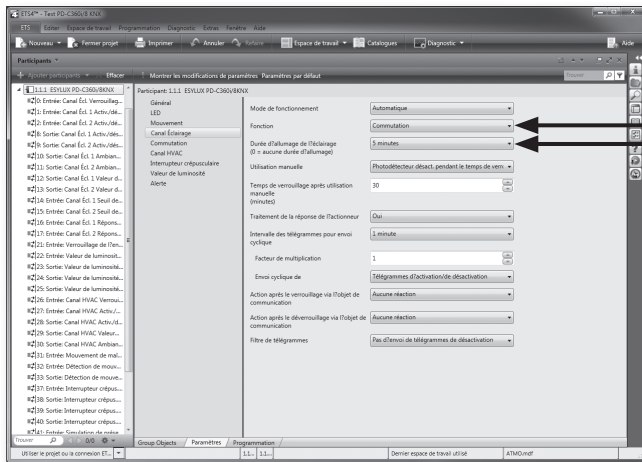 ETS4™ - Test PD-C360i/8 KNX
ETS Editer Espace de travail Programmation Diagnostic Extras Fenêtre Aide
Nouveau Fermer projet Imprimer Annuler Refaire Espace de travail Catalogues Diagnostic Aide
Participants
Ajouter participants Effacer Montrer les modifications de paramètres Paramètres par défaut Trouver
1.1.1 ESYLUX PD-C360i/8KNX
0: Entrée: Canal Écl. Verrouillag...
1: Entrée: Canal Écl. 1 Activ./dé...
2: Entrée: Canal Écl. 2 Activ./dé...
8: Sortie: Canal Écl. 1 Activ./dés...
9: Sortie: Canal Écl. 2 Activ./dés...
10: Sortie: Canal Écl. 1 Ambian...
11: Sortie: Canal Écl. 2 Ambian...
12: Sortie: Canal Écl. 1 Valeur d...
13: Sortie: Canal Écl. 2 Valeur d...
14: Entrée: Canal Écl. 1 Seuil de...
15: Entrée: Canal Écl. 2 Seuil de...
16: Entrée: Canal Écl. 1 Répons...
17: Entrée: Canal Écl. 2 Répons...
21: Entrée: Verrouillage de l?en...
22: Entrée: Valeur de luminosit...
23: Sortie: Valeur de luminosité...
24: Sortie: Valeur de luminosité...
25: Sortie: Valeur de luminosité...
26: Entrée: Canal HVAC Verroui...
27: Entrée: Canal HVAC Activ./...
28: Sortie: Canal HVAC Activ./d...
29: Sortie: Canal HVAC Valeur...
30: Sortie: Canal HVAC Ambian...
31: Entrée: Mouvement de maî...
32: Entrée: Détection de mouv...
33: Sortie: Détection de mouve...
37: Entrée: Interrupteur crépus...
38: Sortie: Interrupteur crépus...
39: Sortie: Interrupteur crépus...
40: Sortie: Interrupteur crépus...
41: Entrée: Simulation de prése...
Trouver 0/0
Participant: 1.1.1 ESYLUX PD-C360i/8KNX
Général
LED
Mouvement
Canal Éclairage
Commutation
Canal HVAC
Interrupteur crépusculaire
Valeur de luminosité
Alerte
Mode de fonctionnement Automatique
Fonction Commutation
Durée d?allumage de l?éclairage 5 minutes
(0 = aucune durée d?allumage)
Utilisation manuelle Photodétecteur désact. pendant le temps de verr.
Temps de verrouillage après utilisation 30
manuelle
(minutes)
Traitement de la réponse de l?actionneur Oui
Intervalle des télégrammes pour envoi 1 minute
cyclique
Facteur de multiplication 1
Envoi cyclique de Télégrammes d?activation/de désactivation
Action après le verrouillage via l?objet de Aucune réaction
communication
Action après le déverrouillage via l?objet de Aucune réaction
communication
Filtre de télégrammes Pas d?envoi de télégrammes de désactivation
Group Objects Paramètres Programmation
Utiliser le projet ou la connexion ET... 1.1... 1.1... Dernier espace de travail utilisé ATMO.mdf